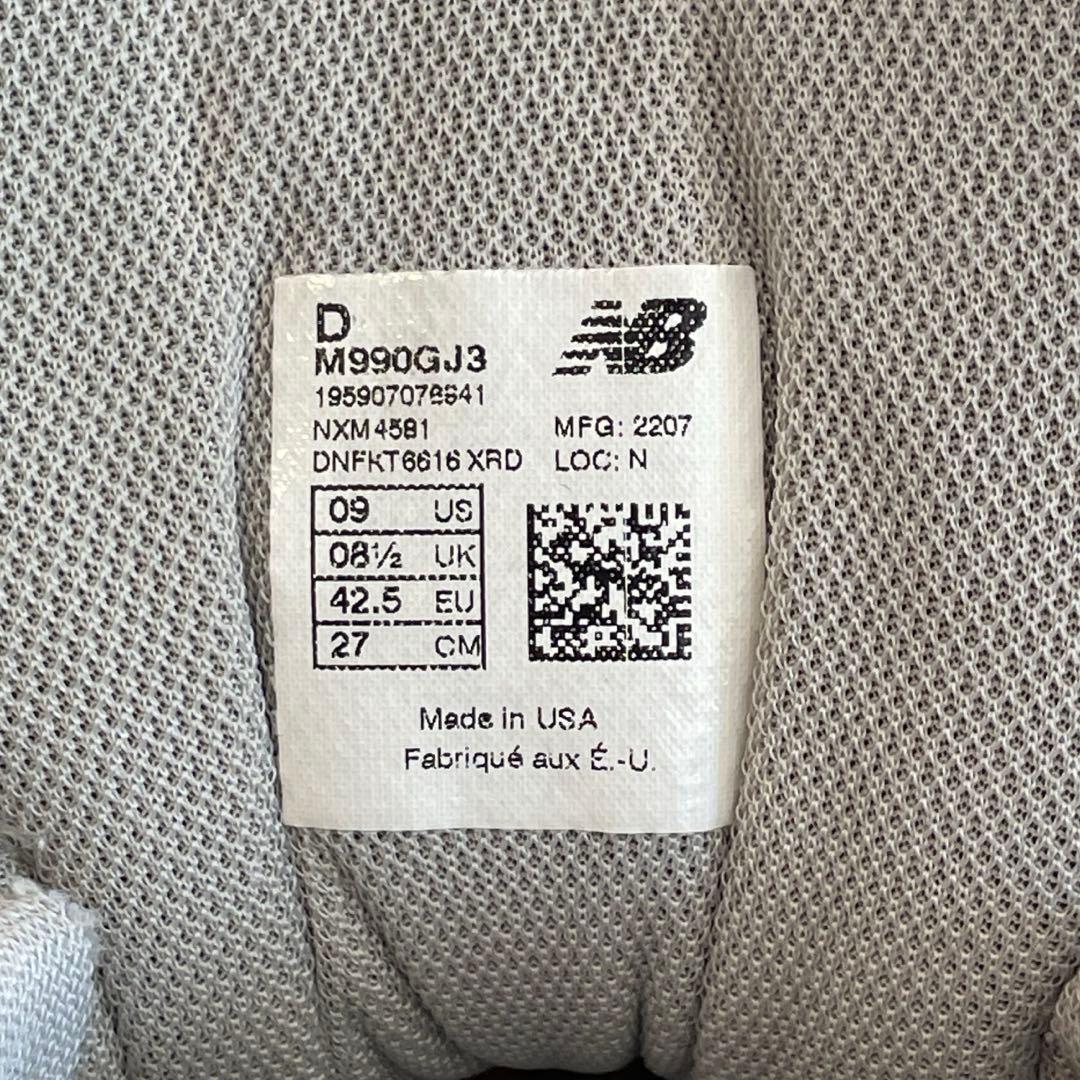 D
NB
M990GJ3
NXM4581
MFG: 2207
DNFKT6616 XRD
LOC: N
09 US
08½ UK
42.5 EU
27 CM
Made in USA
Fabriqué aux É.-U.